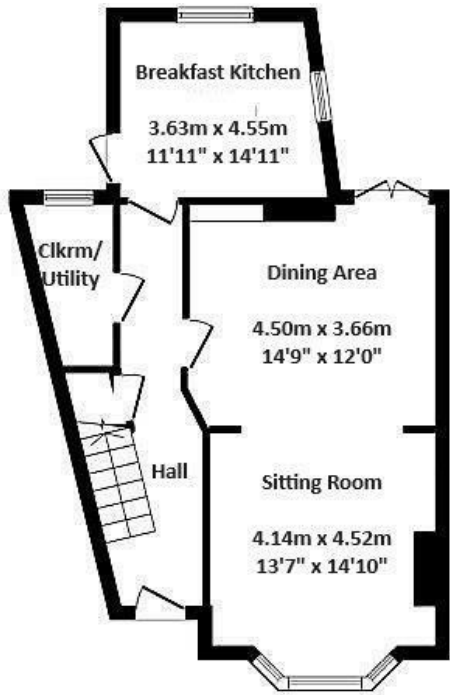 Breakfast Kitchen
3.63m x 4.55m
11'11" x 14'11"
Clkrm/
Utility
Dining Area
4.50m x 3.66m
14'9" x 12'0"
Hall
Sitting Room
4.14m x 4.52m
13'7" x 14'10"